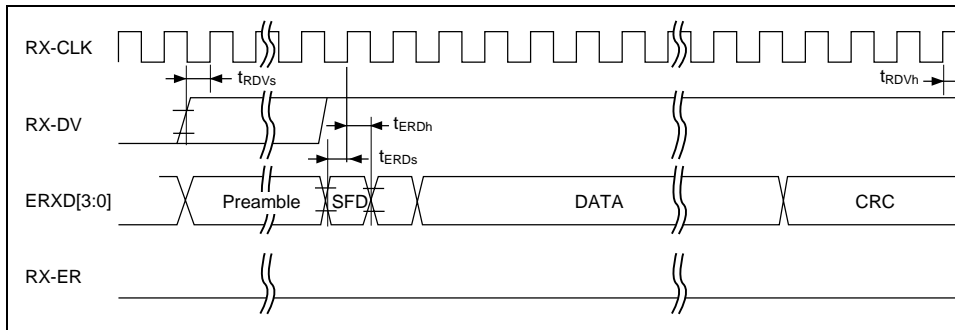 RX-CLK
tRDVs
tRDVh
RX-DV
tERDh
tERDs
ERXD[3:0]
Preamble
SFD
DATA
CRC
RX-ER